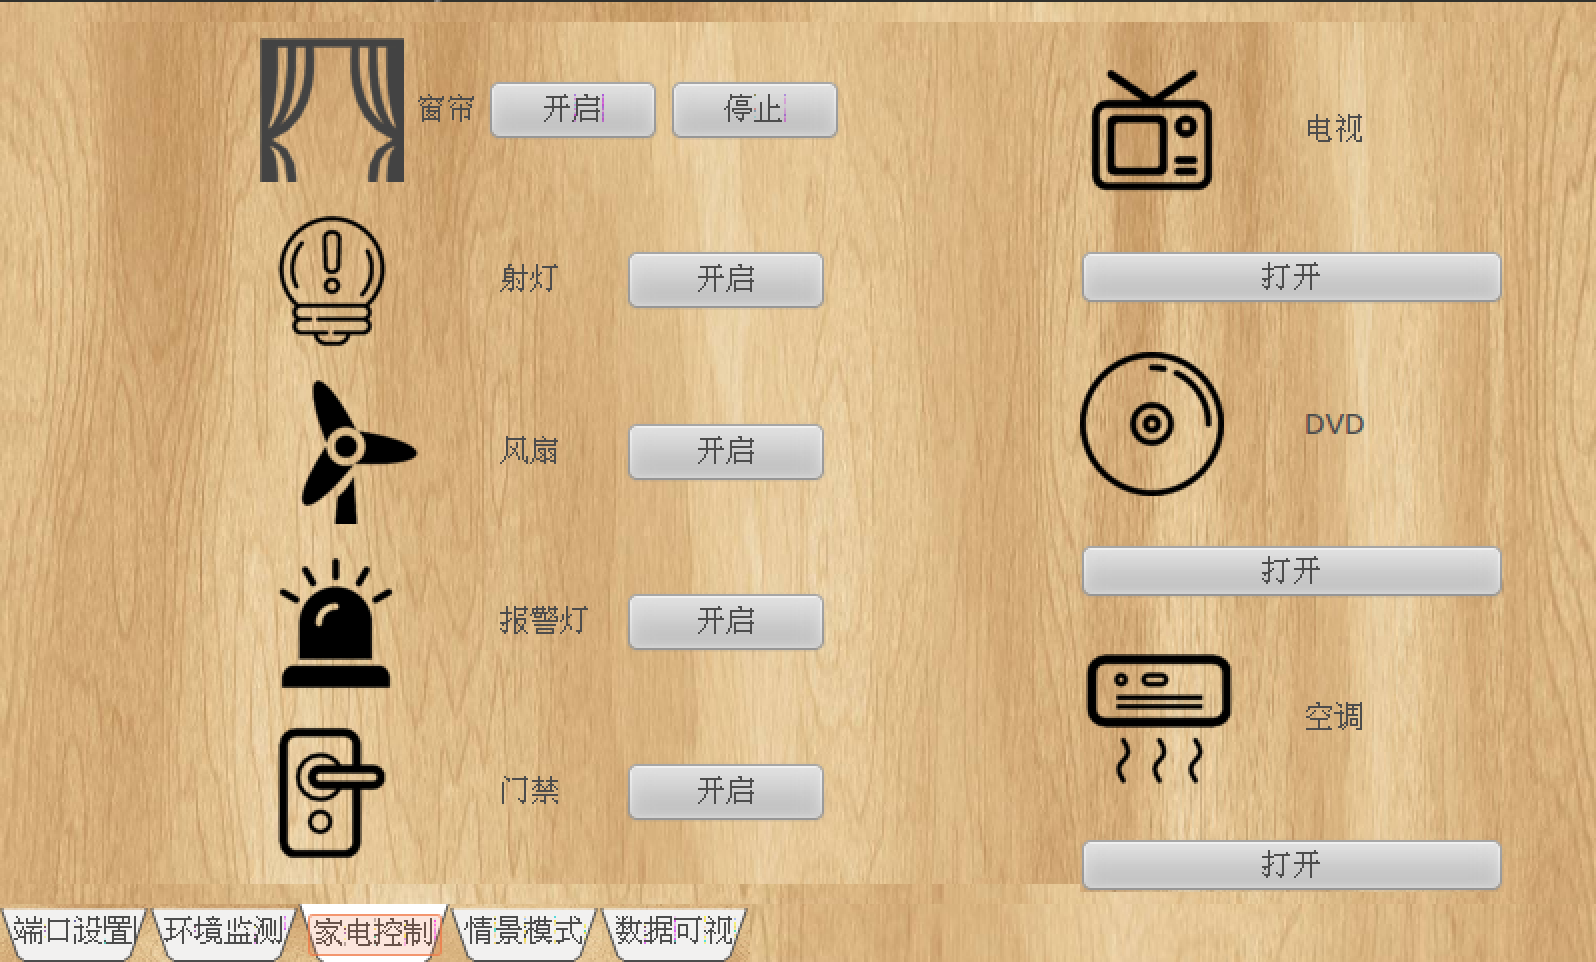 窗帘 开启 停止
射灯 开启
风扇 开启
报警灯 开启
门禁 开启
电视
打开
DVD
打开
空调
打开
端口设置 环境监测 家电控制 情景模式 数据可视